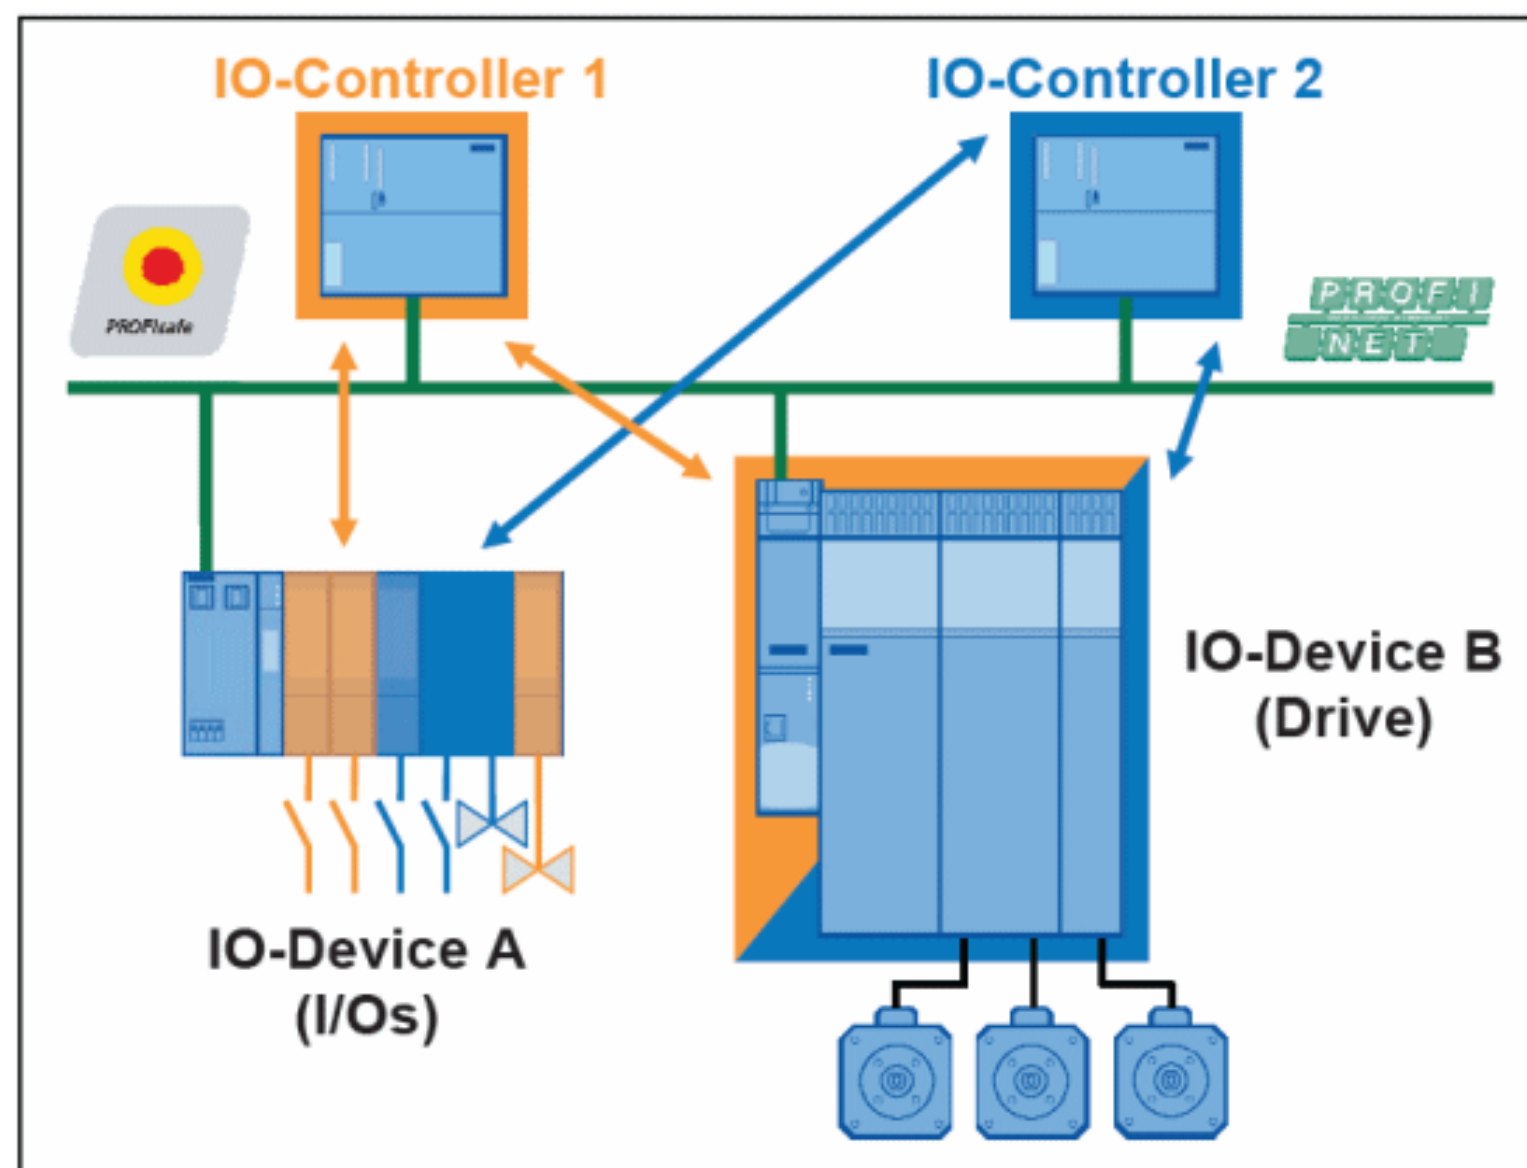 IO-Controller 1
IO-Controller 2
PROFIsafe
PROFI
NET
IO-Device B
(Drive)
IO-Device A
(I/Os)